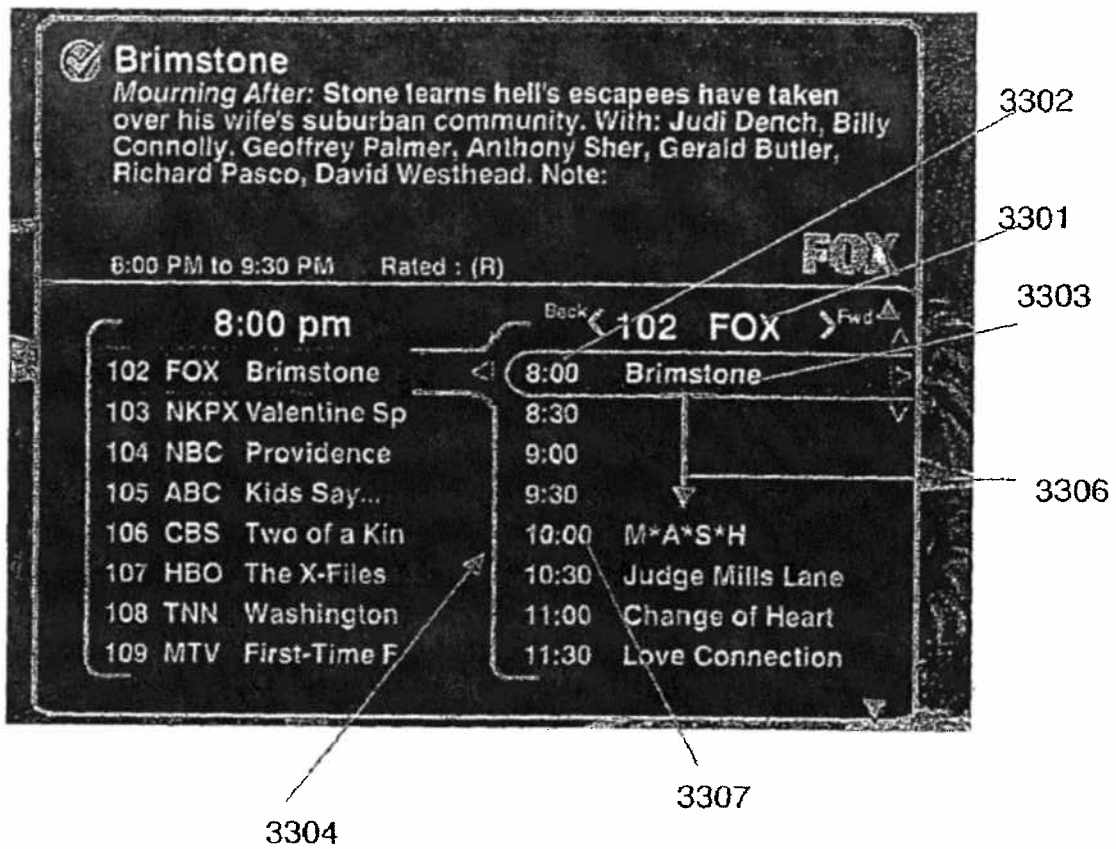 Brimstone
Mourning After: Stone learns hell's escapees have taken
over his wife's suburban community. With: Judi Dench, Billy
Connolly, Geoffrey Palmer, Anthony Sher, Gerald Butler,
Richard Pasco, David Westhead. Note:
8:00 PM to 9:30 PM Rated : (R)
FOX
8:00 pm
102 FOX Brimstone
103 NKPX Valentine Sp
104 NBC Providence
105 ABC Kids Say...
106 CBS Two of a Kin
107 HBO The X-Files
108 TNN Washington
109 MTV First-Time F
Back 102 FOX Fwd
8:00 Brimstone
8:30
9:00
9:30
10:00 M*A*S*H
10:30 Judge Mills Lane
11:00 Change of Heart
11:30 Love Connection
3302
3301
3303
3306
3307
3304